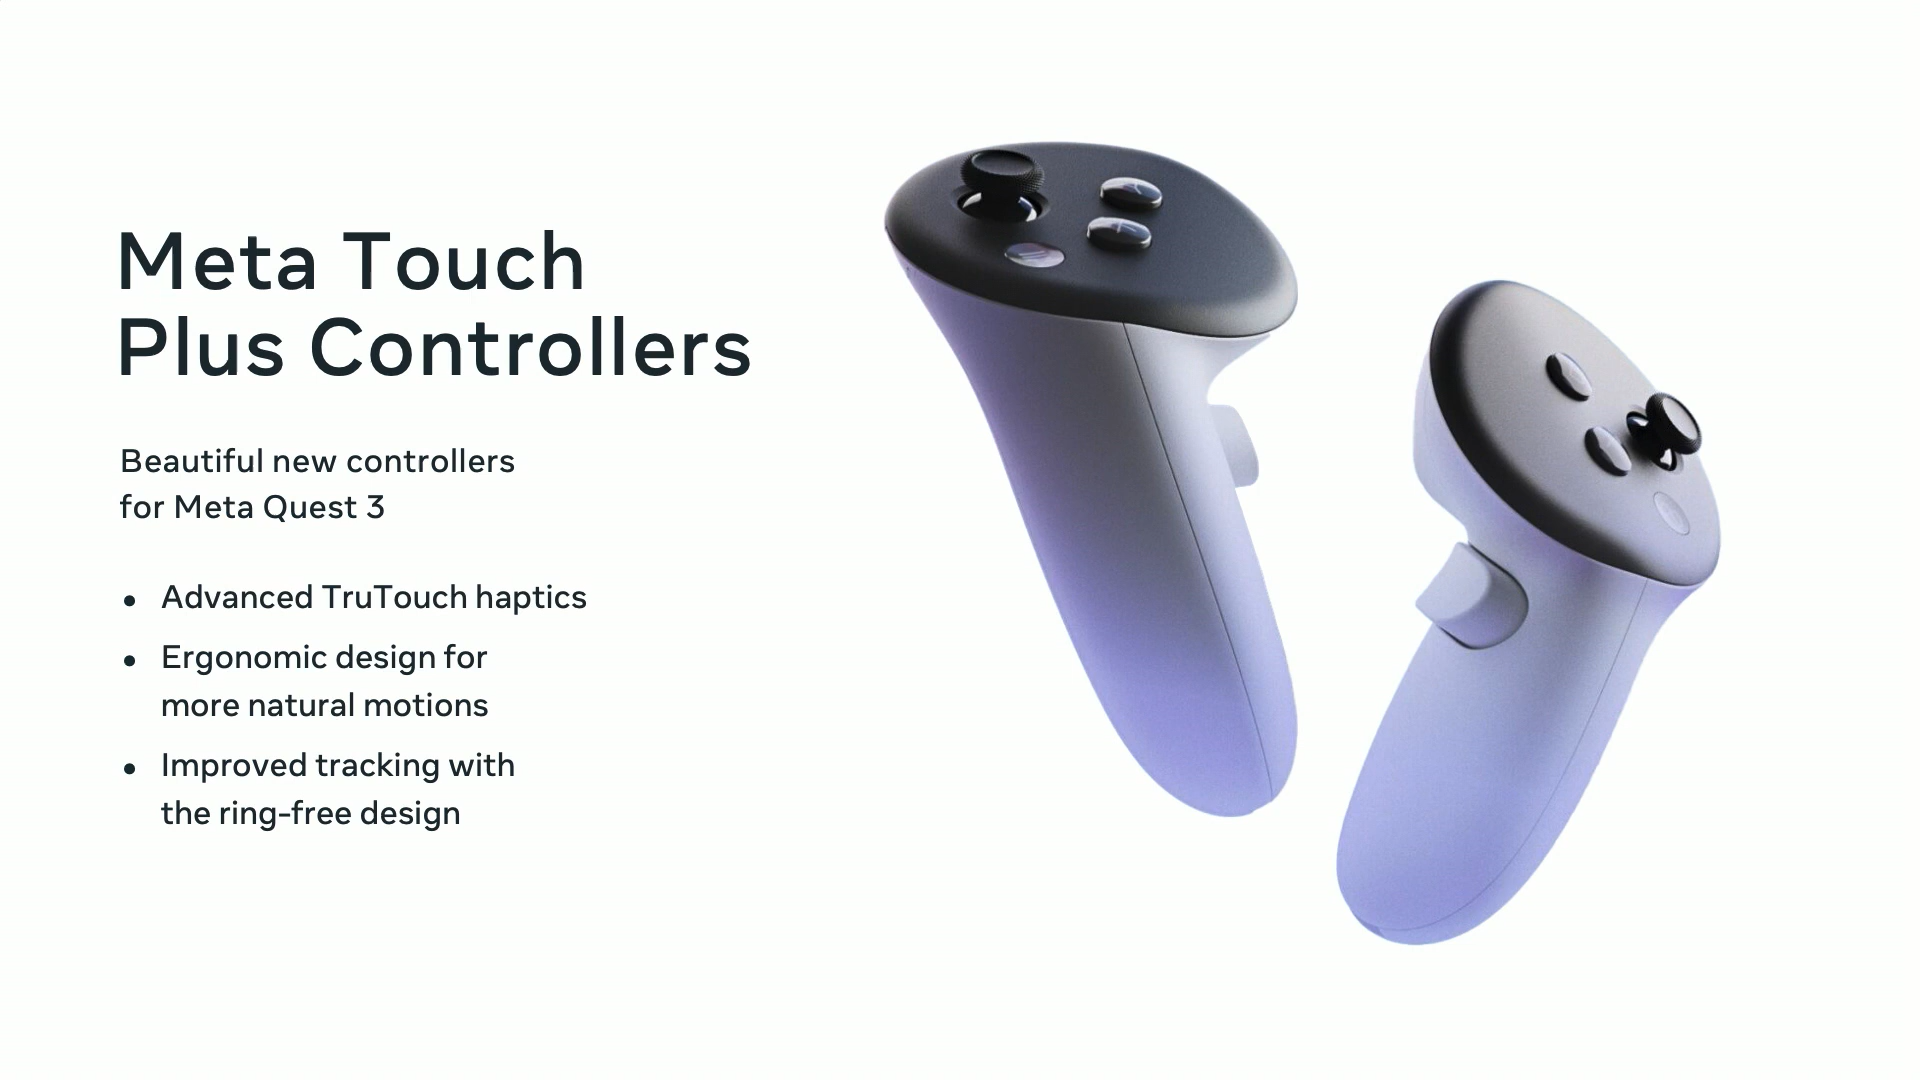 Meta Touch
Plus Controllers
Beautiful new controllers
for Meta Quest 3
• Advanced TruTouch haptics
• Ergonomic design for
more natural motions
• Improved tracking with
the ring-free design